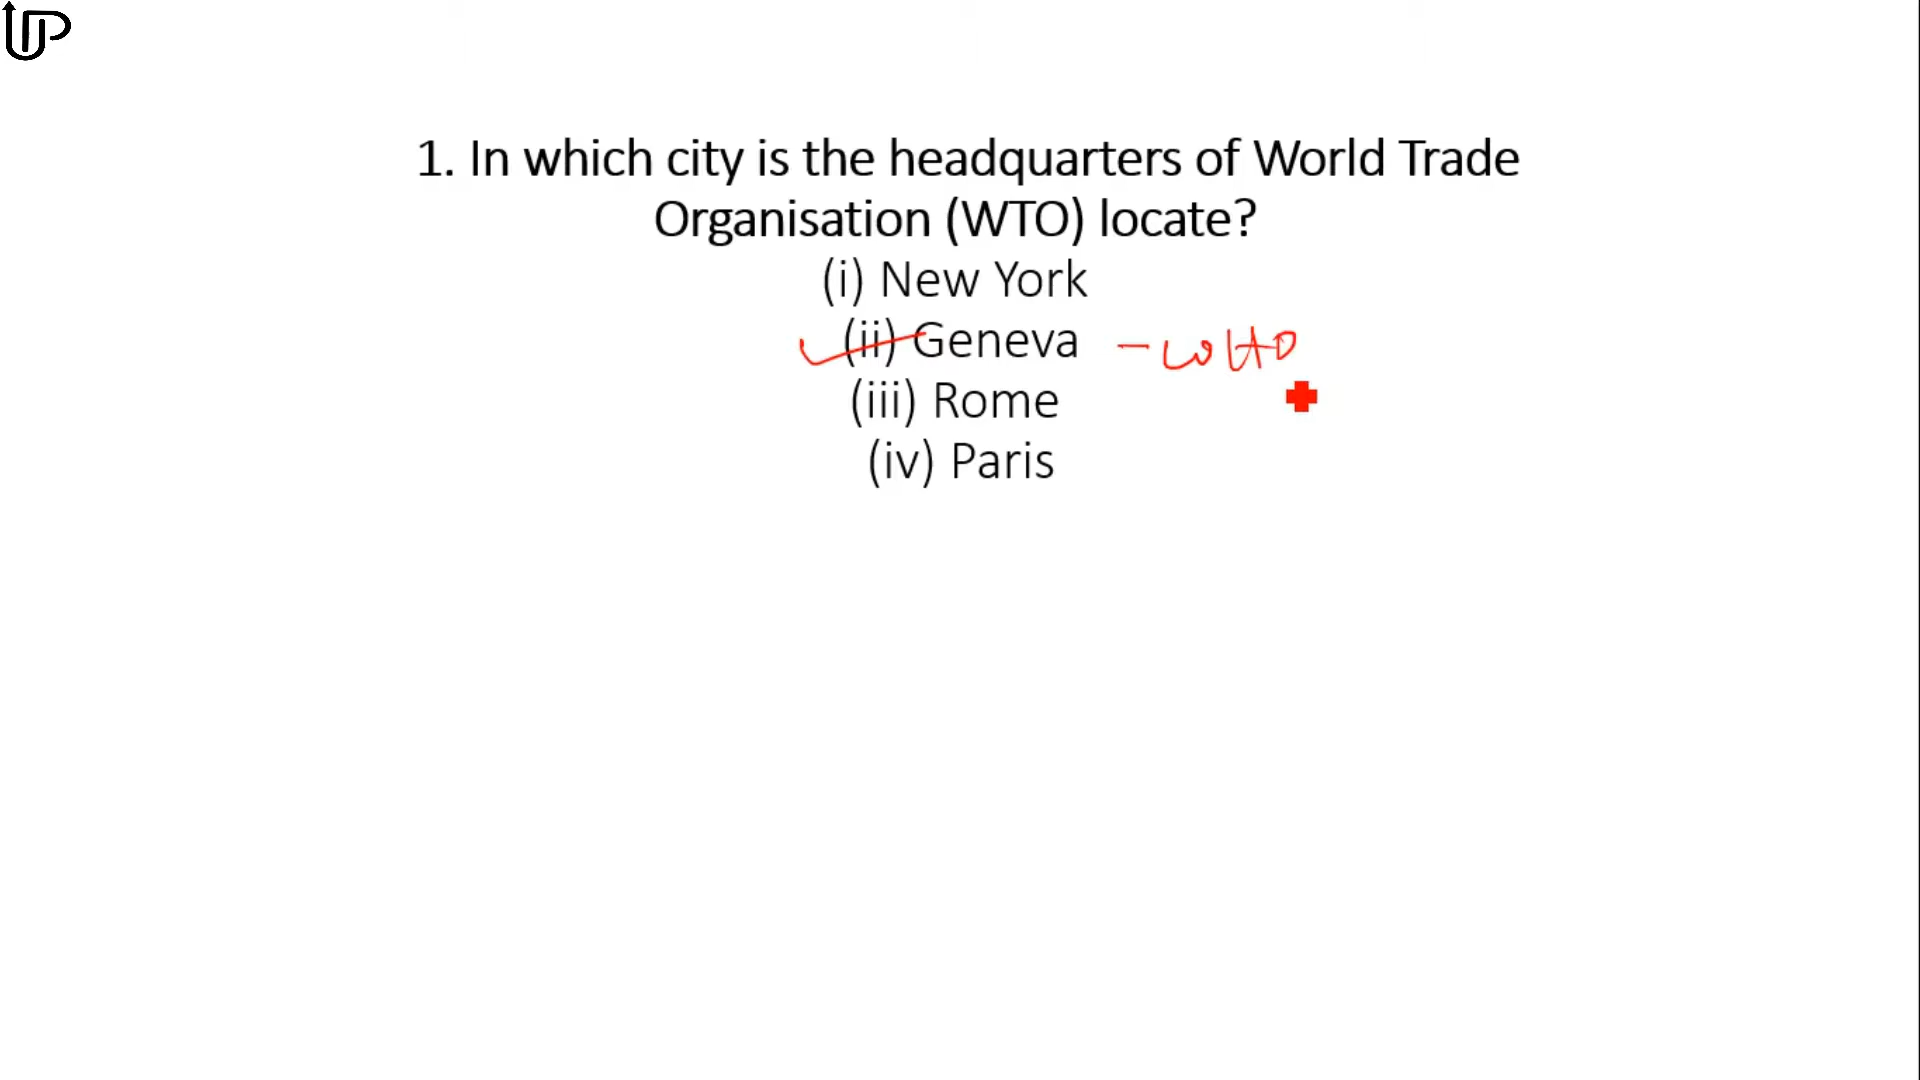 UP
1. In which city is the headquarters of World Trade
Organisation (WTO) locate?
(i) New York
(ii) Geneva - WHO
(iii) Rome
(iv) Paris